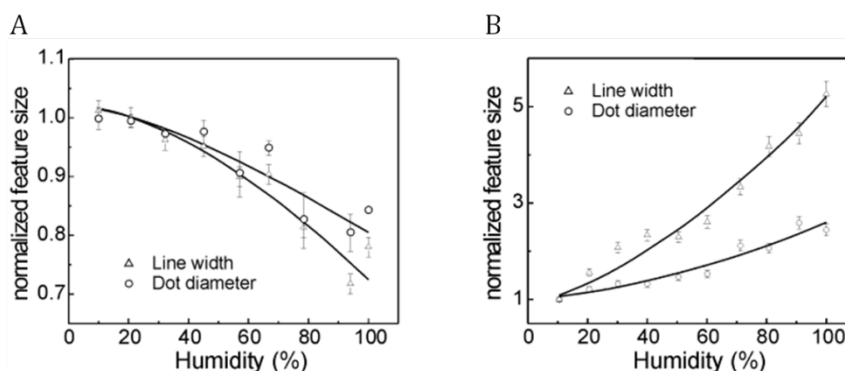 A
normalized feature size
1.1
1.0
0.9
0.8
0.7
Line width
Dot diameter
0 20 40 60 80 100
Humidity (%)
B
normalized feature size
5
3
1
Line width
Dot diameter
0 20 40 60 80 100
Humidity (%)